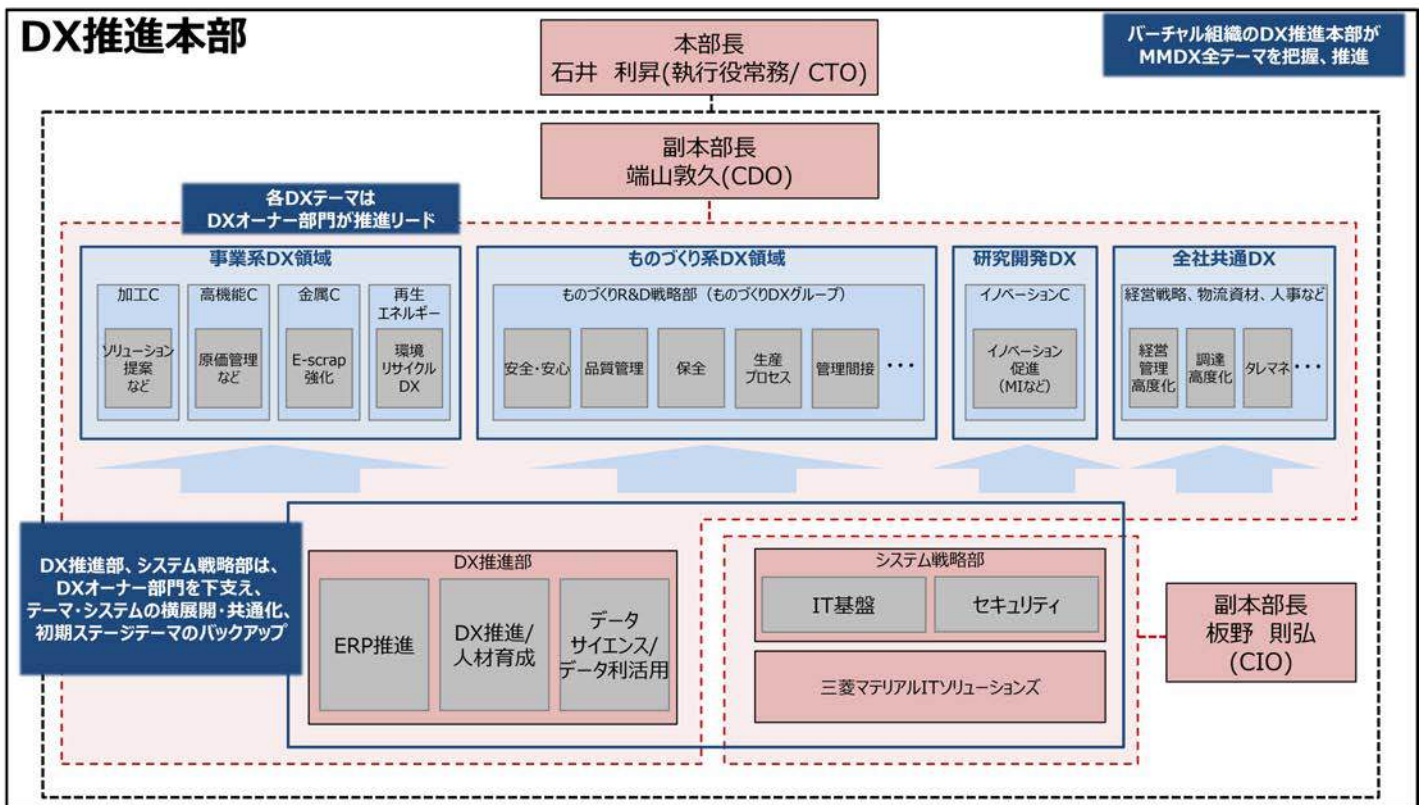 DX推進本部
本部長
石井 利昇(執行役常務/ CTO)
バーチャル組織のDX推進本部が
MMDX全テーマを把握、推進
副本部長
端山敦久(CDO)
各DXテーマは
DXオーナー部門が推進リード
事業系DX領域
加工C
ソリューション
提案
など
高機能C
原価管理
など
金属C
E-scrap
強化
再生
エネルギー
環境
リサイクル
DX
ものづくり系DX領域
ものづくりR&D戦略部（ものづくりDXグループ）
安全・安心
品質管理
保全
生産
プロセス
管理間接
・・・
研究開発DX
イノベーションC
イノベーション
促進
（MIなど）
全社共通DX
経営戦略、物流資材、人事など
経営
管理
高度化
調達
高度化
タレマネ
・・・
DX推進部、システム戦略部は、
DXオーナー部門を下支え、
テーマ・システムの横展開・共通化、
初期ステージテーマのバックアップ
DX推進部
ERP推進
DX推進/
人材育成
データ
サイエンス/
データ利活用
システム戦略部
IT基盤
セキュリティ
三菱マテリアルITソリューションズ
副本部長
板野 則弘
(CIO)